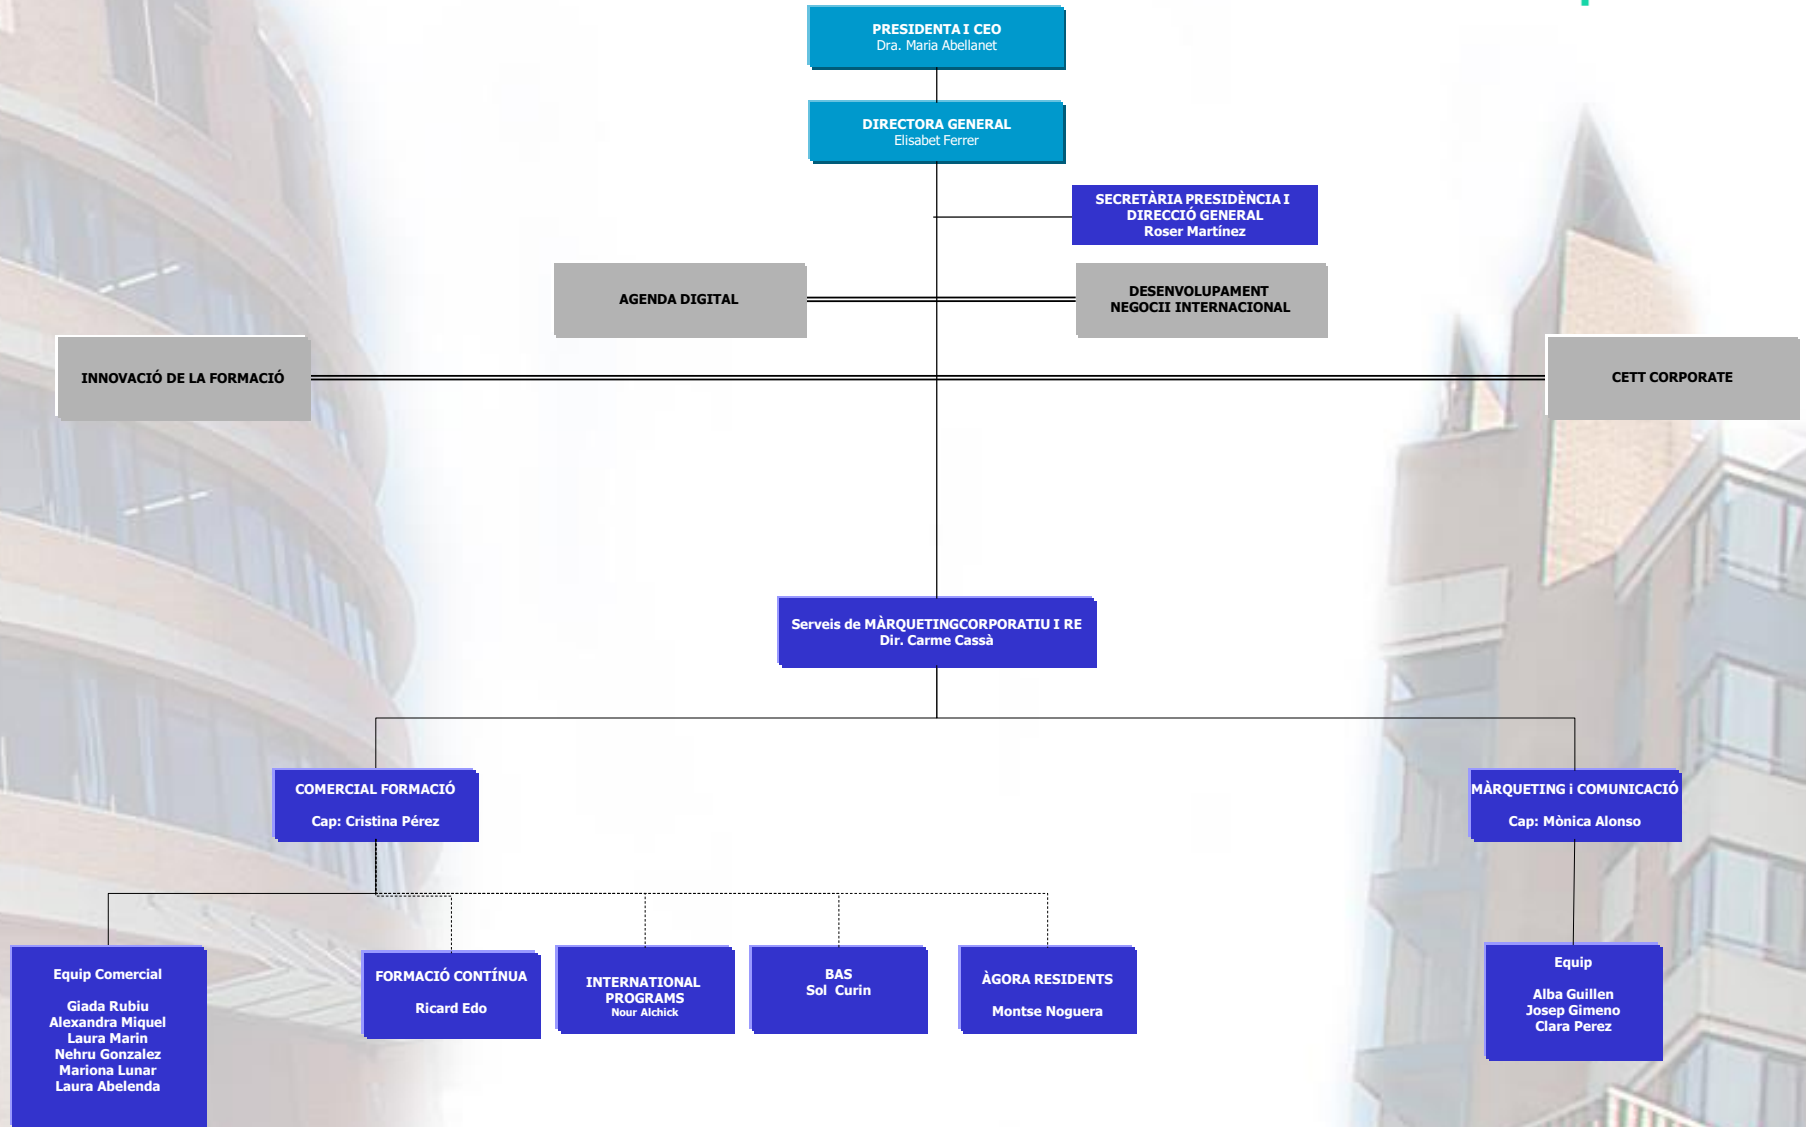 PRESIDENTA I CEO
Dra. Maria Abellanet
DIRECTORA GENERAL
Elisabet Ferrer
SECRETÀRIA PRESIDÈNCIA I
DIRECCIÓ GENERAL
Roser Martínez
AGENDA DIGITAL
DESENVOLUPAMENT
NEGOCII INTERNACIONAL
INNOVACIÓ DE LA FORMACIÓ
CETT CORPORATE
Serveis de MÀRQUETINGCORPORATIU I RE
Dir. Carme Cassà
COMERCIAL FORMACIÓ
Cap: Cristina Pérez
MÀRQUETING i COMUNICACIÓ
Cap: Mònica Alonso
Equip Comercial
Giada Rubiu
Alexandra Miquel
Laura Marin
Nehru Gonzalez
Mariona Lunar
Laura Abelenda
FORMACIÓ CONTÍNUA
Ricard Edo
INTERNATIONAL
PROGRAMS
Nour Alchick
BAS
Sol Curin
ÀGORA RESIDENTS
Montse Noguera
Equip
Alba Guillen
Josep Gimeno
Clara Perez